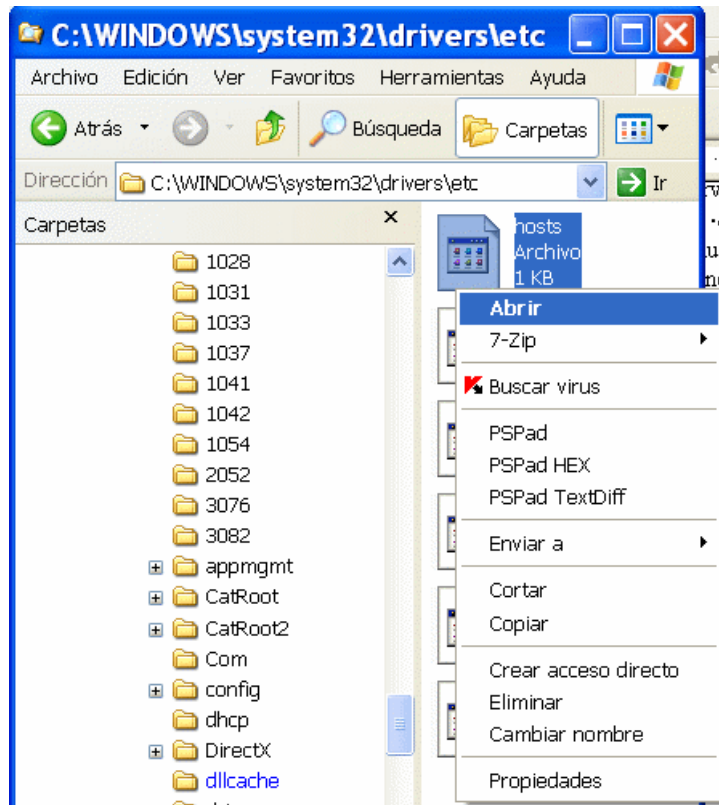 C:\WINDOWS\system32\drivers\etc
Archivo Edición Ver Favoritos Herramientas Ayuda
Atrás Búsqueda Carpetas
Dirección C:\WINDOWS\system32\drivers\etc Ir
Carpetas
1028
1031
1033
1037
1041
1042
1054
2052
3076
3082
appmgmt
CatRoot
CatRoot2
Com
config
dhcp
DirectX
dllcache
hosts
Archivo
1 KB
Abrir
7-Zip
Buscar virus
PSPad
PSPad HEX
PSPad TextDiff
Enviar a
Cortar
Copiar
Crear acceso directo
Eliminar
Cambiar nombre
Propiedades